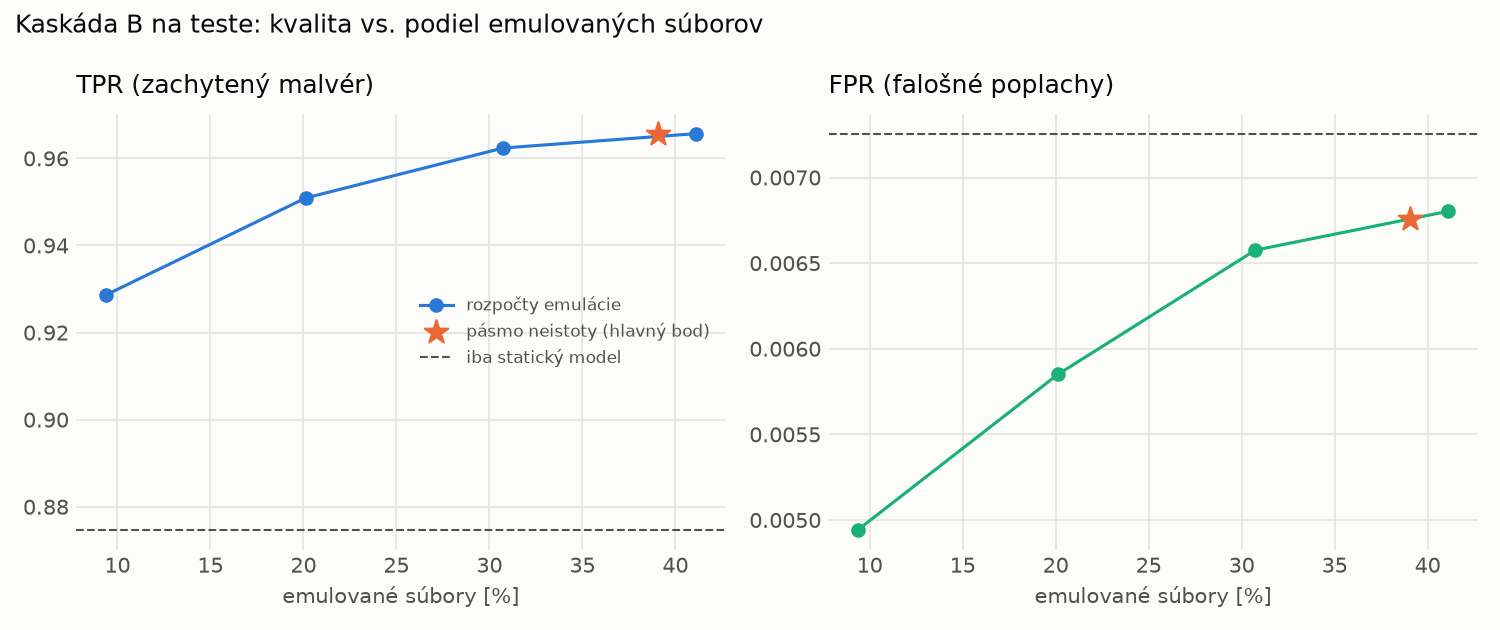 Kaskáda B na teste: kvalita vs. podiel emulovaných súborov
TPR (zachytený malvér)
0.96
0.94
0.92
0.90
0.88
rozpočty emulácie
pásmo neistoty (hlavný bod)
iba statický model
10 15 20 25 30 35 40
emulované súbory [%]
FPR (falošné poplachy)
0.0070
0.0065
0.0060
0.0055
0.0050
10 15 20 25 30 35 40
emulované súbory [%]